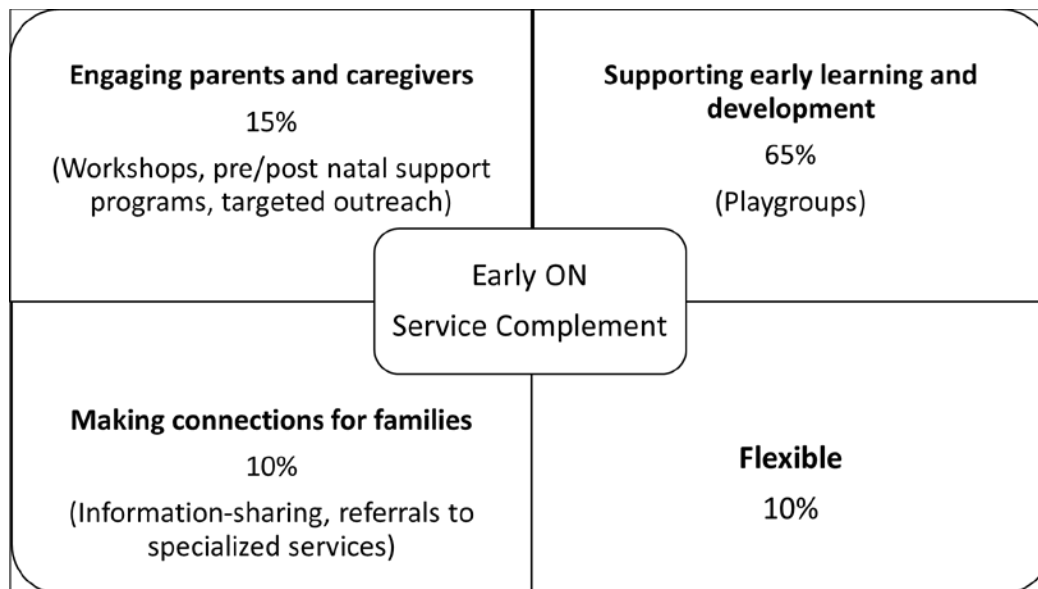 Engaging parents and caregivers
15%
(Workshops, pre/post natal support
programs, targeted outreach)
Supporting early learning and
development
65%
(Playgroups)
Early ON
Service Complement
Making connections for families
10%
(Information-sharing, referrals to
specialized services)
Flexible
10%